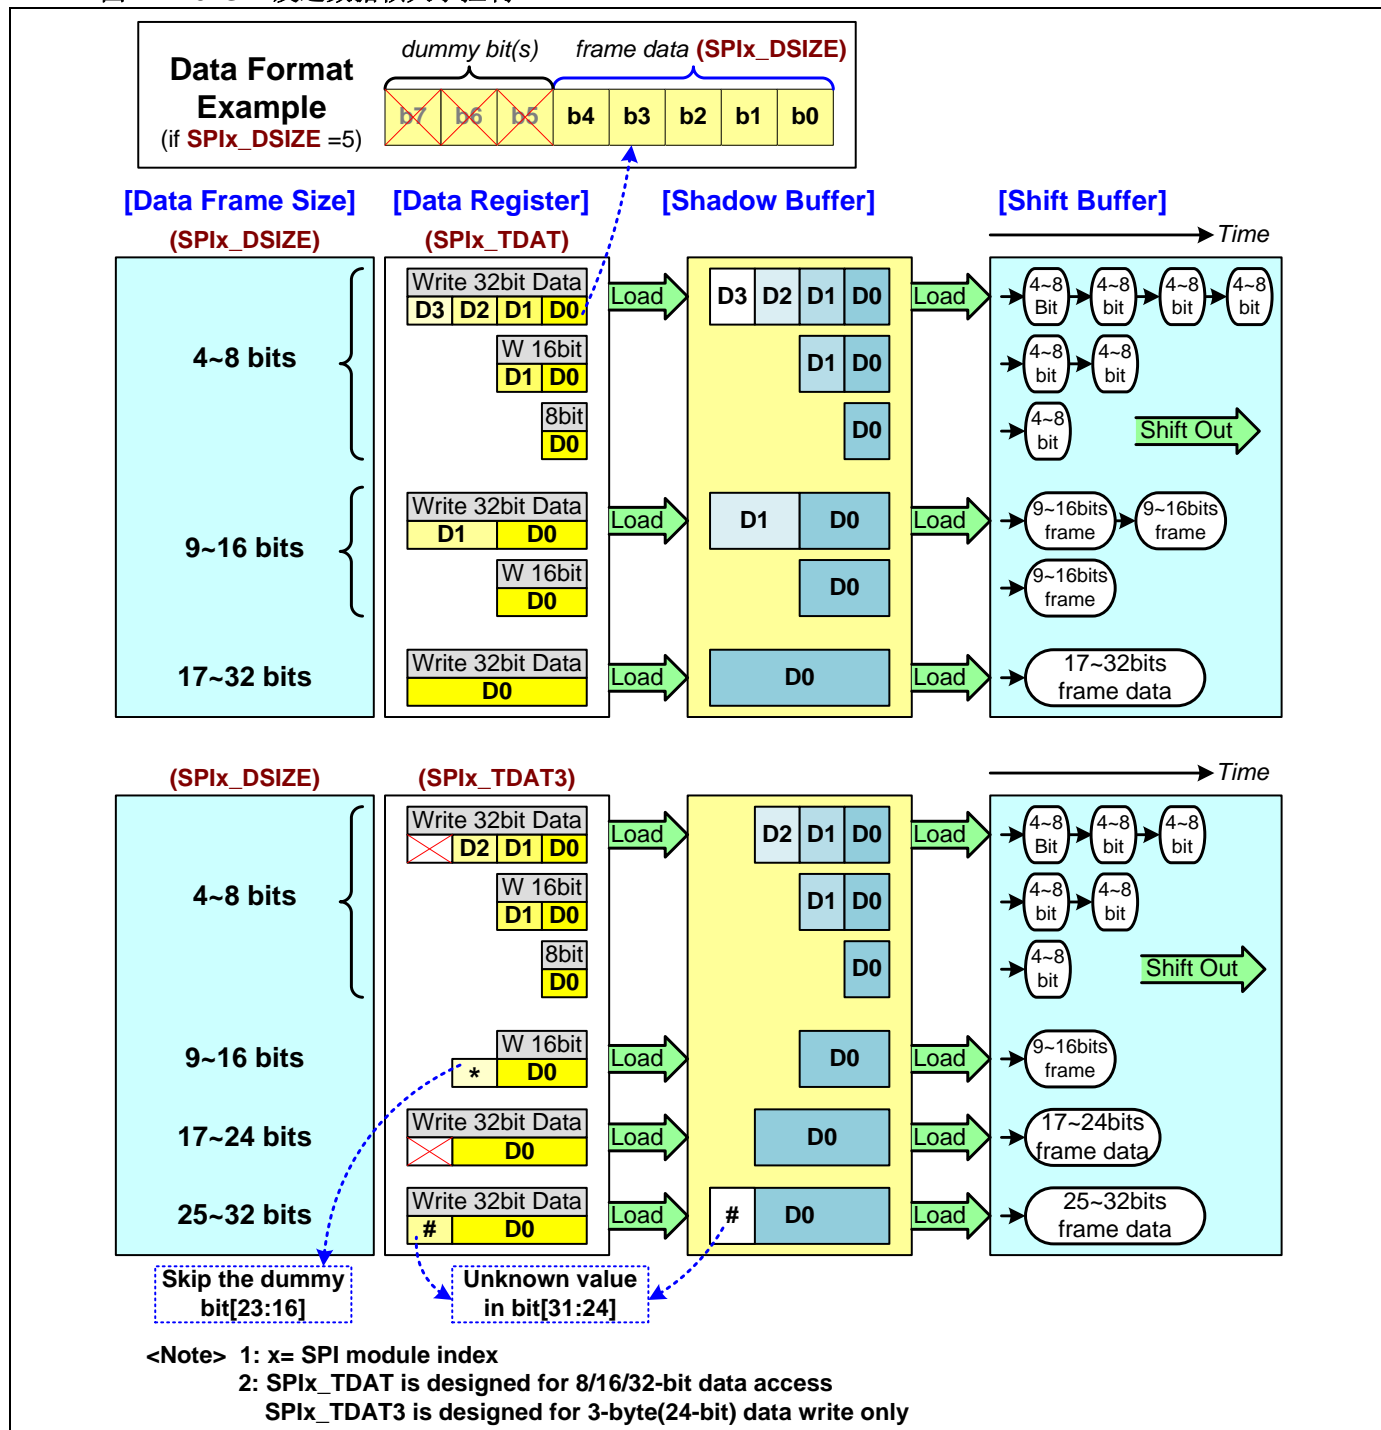 dummy bit(s)
frame data (SPIx_DSIZE)
Data Format
Example
(if SPIx_DSIZE =5)
b7 b6 b5 b4 b3 b2 b1 b0
[Data Frame Size] [Data Register] [Shadow Buffer] [Shift Buffer]
(SPIx_DSIZE) (SPIx_TDAT) Time
4~8 bits
Write 32bit Data
D3 D2 D1 D0
Load
D3 D2 D1 D0
Load
4~8 Bit
4~8 bit
4~8 bit
4~8 bit
W 16bit
D1 D0
D1 D0
4~8 bit
4~8 bit
8bit
D0
D0
4~8 bit
Shift Out
9~16 bits
Write 32bit Data
D1 D0
Load
D1 D0
Load
9~16bits frame
9~16bits frame
W 16bit
D0
D0
9~16bits frame
17~32 bits
Write 32bit Data
D0
Load
D0
Load
17~32bits
frame data
(SPIx_DSIZE) (SPIx_TDAT3) Time
4~8 bits
Write 32bit Data
D2 D1 D0
Load
D2 D1 D0
Load
4~8 Bit
4~8 bit
4~8 bit
W 16bit
D1 D0
D1 D0
4~8 bit
4~8 bit
8bit
D0
D0
4~8 bit
Shift Out
9~16 bits
W 16bit
* D0
Load
D0
Load
9~16bits frame
17~24 bits
Write 32bit Data
D0
Load
D0
Load
17~24bits
frame data
25~32 bits
Write 32bit Data
# D0
Load
# D0
Load
25~32bits
frame data
Skip the dummy
bit[23:16]
Unknown value
in bit[31:24]
<Note> 1: x= SPI module index
2: SPIx_TDAT is designed for 8/16/32-bit data access
SPIx_TDAT3 is designed for 3-byte(24-bit) data write only